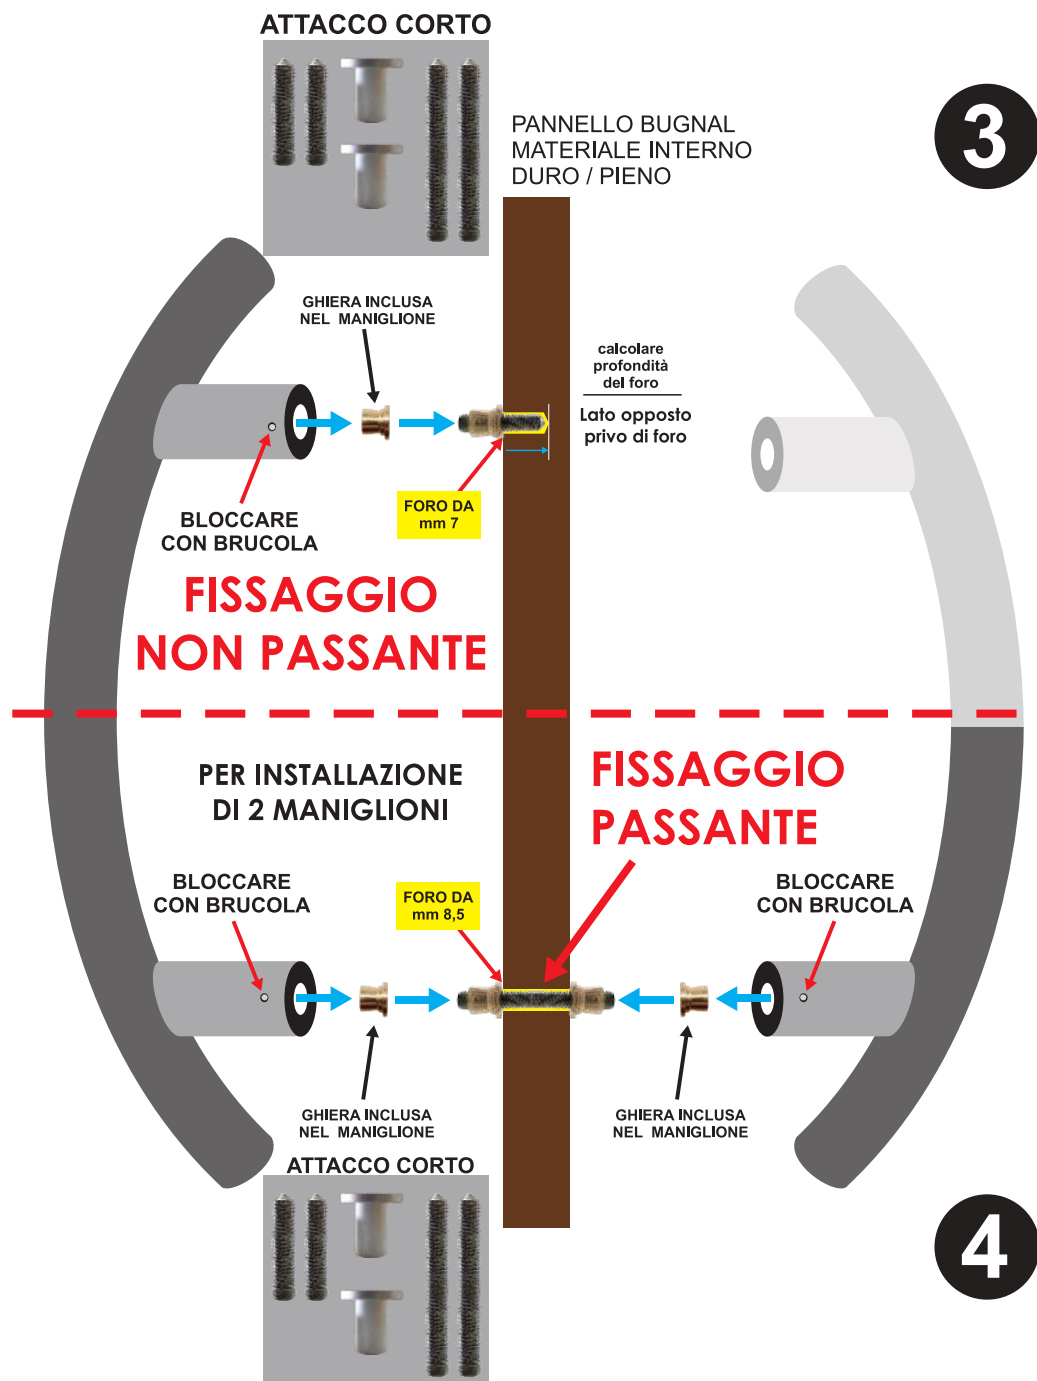 ATTACCO CORTO
3
PANNELLO BUGNAL
MATERIALE INTERNO
DURO / PIENO
GHIERA INCLUSA
NEL MANIGLIONE
calcolare
profondità
del foro
Lato opposto
privo di foro
FORO DA
mm 7
BLOCCARE
CON BRUCOLA
FISSAGGIO
NON PASSANTE
PER INSTALLAZIONE
DI 2 MANIGLIONI
FISSAGGIO
PASSANTE
BLOCCARE
CON BRUCOLA
FORO DA
mm 8,5
BLOCCARE
CON BRUCOLA
GHIERA INCLUSA
NEL MANIGLIONE
GHIERA INCLUSA
NEL MANIGLIONE
ATTACCO CORTO
4